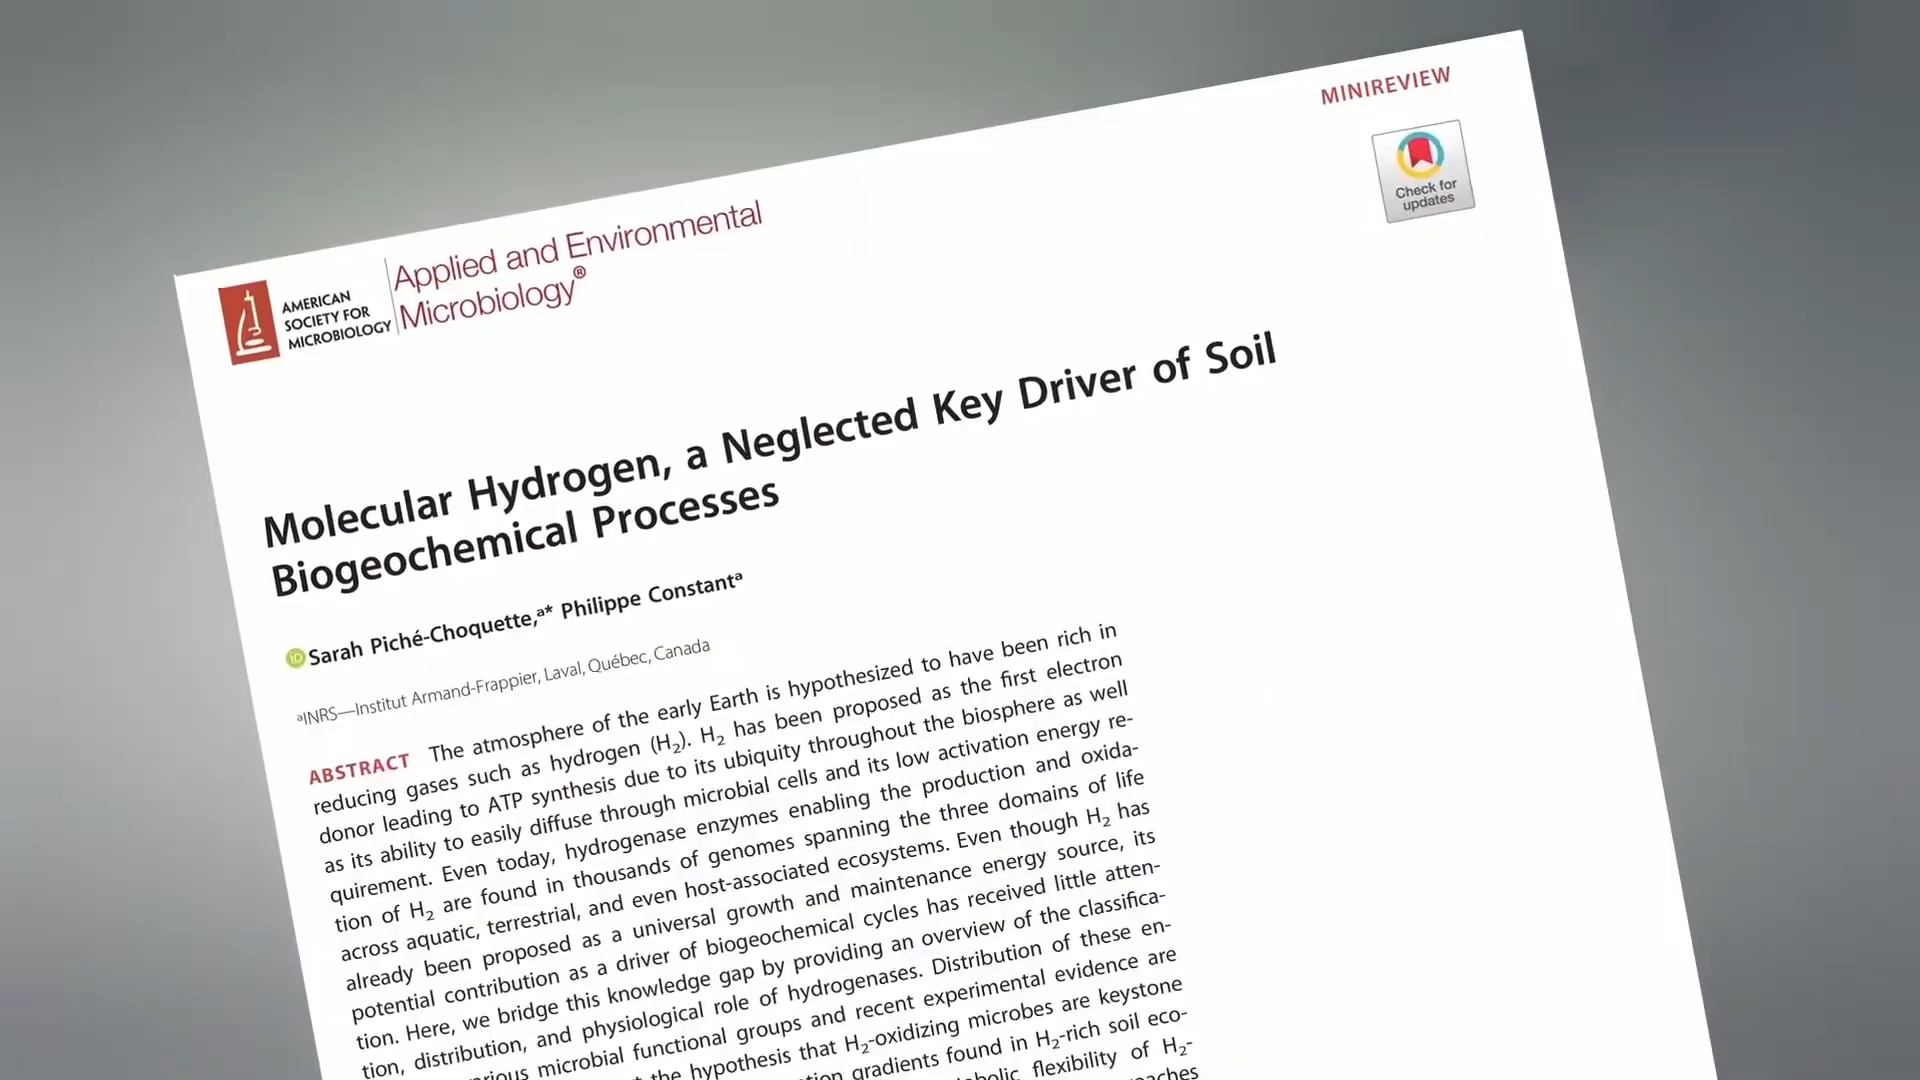 MINIREVIEW
Check for
updates
AMERICAN
SOCIETY FOR
MICROBIOLOGY
Applied and Environmental
Microbiology®
Molecular Hydrogen, a Neglected Key Driver of Soil
Biogeochemical Processes
iD Sarah Piché-Choquette,ᵃ* Philippe Constantᵃ
ᵃINRS—Institut Armand-Frappier, Laval, Québec, Canada
ABSTRACT The atmosphere of the early Earth is hypothesized to have been rich in
reducing gases such as hydrogen (H₂). H₂ has been proposed as the first electron
donor leading to ATP synthesis due to its ubiquity throughout the biosphere as well
as its ability to easily diffuse through microbial cells and its low activation energy re-
quirement. Even today, hydrogenase enzymes enabling the production and oxida-
tion of H₂ are found in thousands of genomes spanning the three domains of life
across aquatic, terrestrial, and even host-associated ecosystems. Even though H₂ has
already been proposed as a universal growth and maintenance energy source, its
potential contribution as a driver of biogeochemical cycles has received little atten-
tion. Here, we bridge this knowledge gap by providing an overview of the classifica-
tion, distribution, and physiological role of hydrogenases. Distribution of these en-
microbial functional groups and recent experimental evidence are
the hypothesis that H₂-oxidizing microbes are keystone
gradients found in H₂-rich soil eco-
flexibility of H₂-